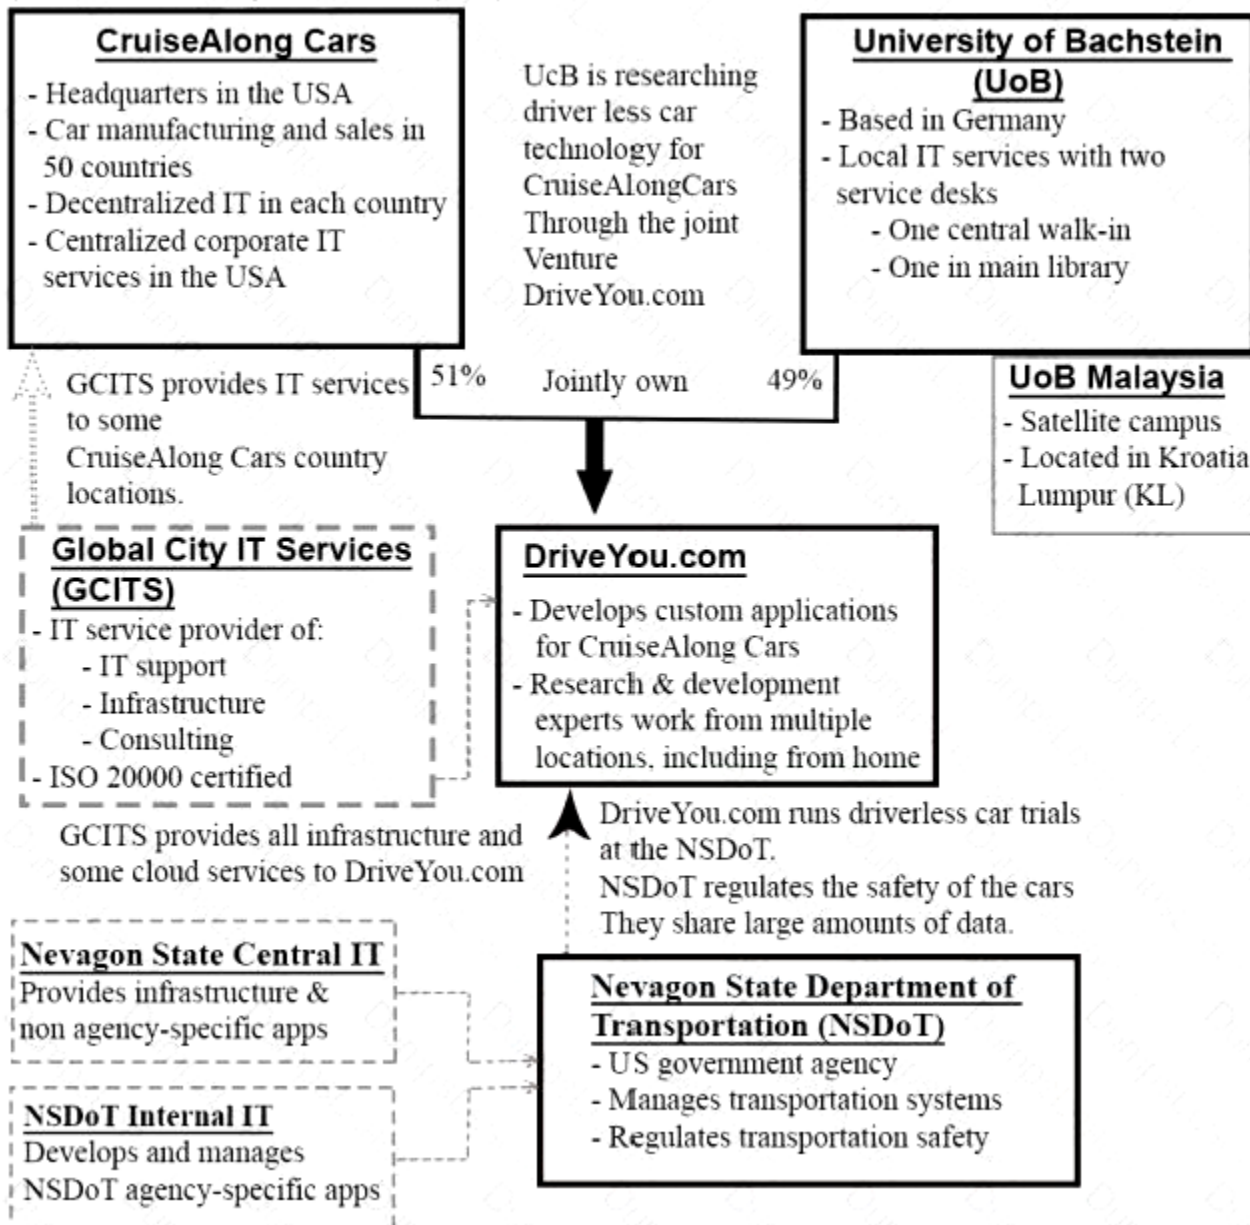 CruiseAlong Cars
- Headquarters in the USA
- Car manufacturing and sales in
50 countries
- Decentralized IT in each country
- Centralized corporate IT
services in the USA
UcB is researching
driver less car
technology for
CruiseAlongCars
Through the joint
Venture
DriveYou.com
University of Bachstein
(UoB)
- Based in Germany
- Local IT services with two
service desks
- One central walk-in
- One in main library
51%
Jointly own
49%
UoB Malaysia
- Satellite campus
- Located in Kroatia
Lumpur (KL)
GCITS provides IT services
to some
CruiseAlong Cars country
locations.
Global City IT Services
(GCITS)
- IT service provider of:
- IT support
- Infrastructure
- Consulting
- ISO 20000 certified
DriveYou.com
- Develops custom applications
for CruiseAlong Cars
- Research & development
experts work from multiple
locations, including from home
GCITS provides all infrastructure and
some cloud services to DriveYou.com
DriveYou.com runs driverless car trials
at the NSDoT.
NSDoT regulates the safety of the cars
They share large amounts of data.
Nevagon State Central IT
Provides infrastructure &
non agency-specific apps
NSDoT Internal IT
Develops and manages
NSDoT agency-specific apps
Nevagon State Department of
Transportation (NSDoT)
- US government agency
- Manages transportation systems
- Regulates transportation safety